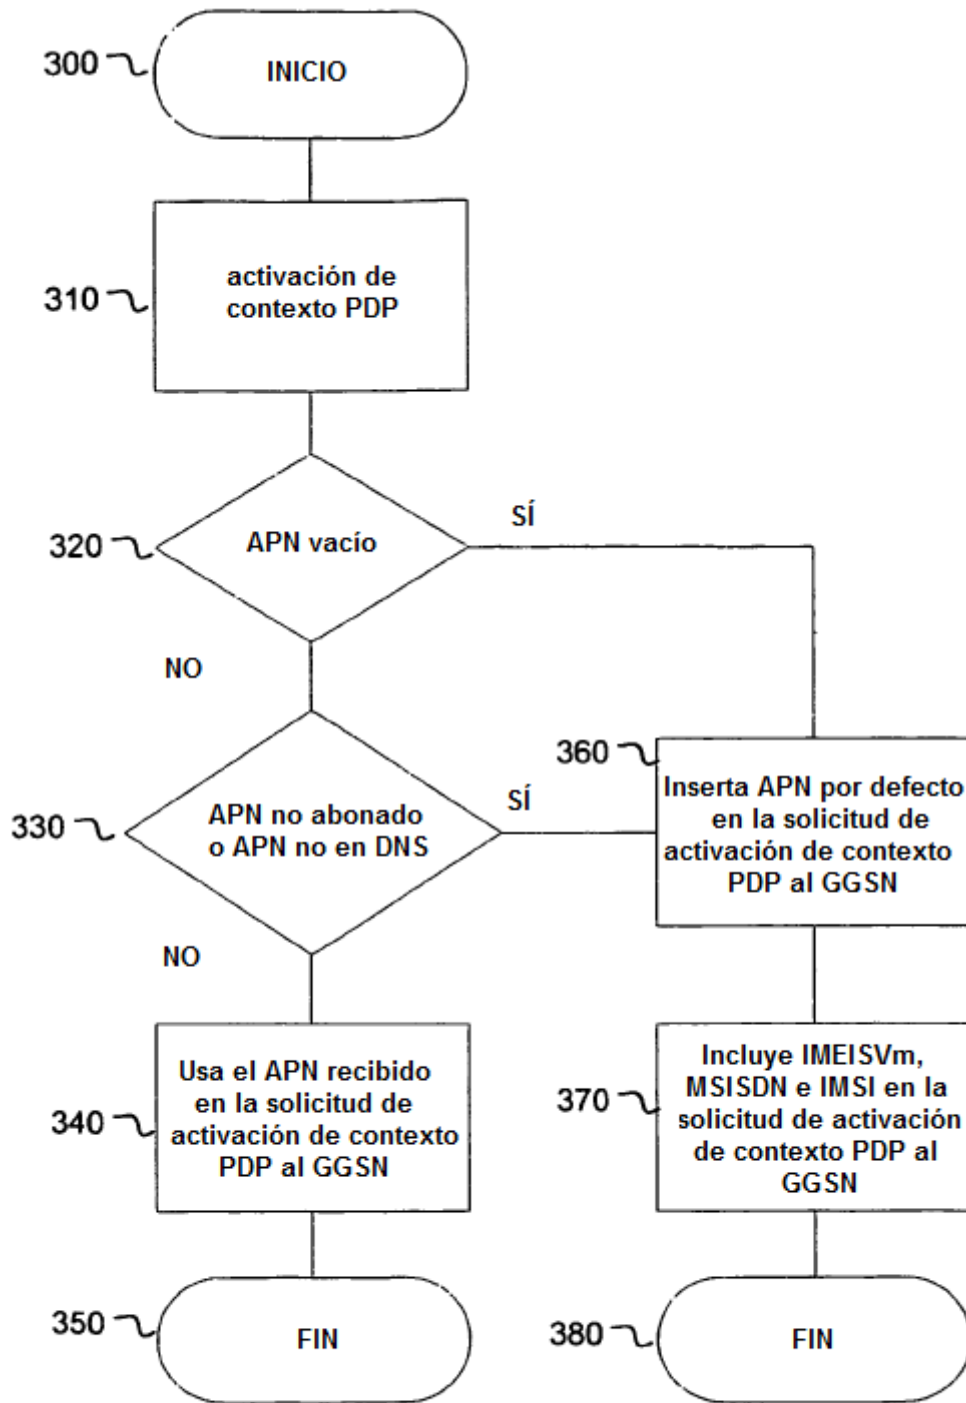 300
INICIO
310
activación de
contexto PDP
320
APN vacío
SÍ
NO
330
APN no abonado
o APN no en DNS
SÍ
360
Inserta APN por defecto
en la solicitud de
activación de contexto
PDP al GGSN
NO
340
Usa el APN recibido
en la solicitud de
activación de contexto
PDP al GGSN
370
Incluye IMEISVm,
MSISDN e IMSI en la
solicitud de activación
de contexto PDP al
GGSN
350
FIN
380
FIN